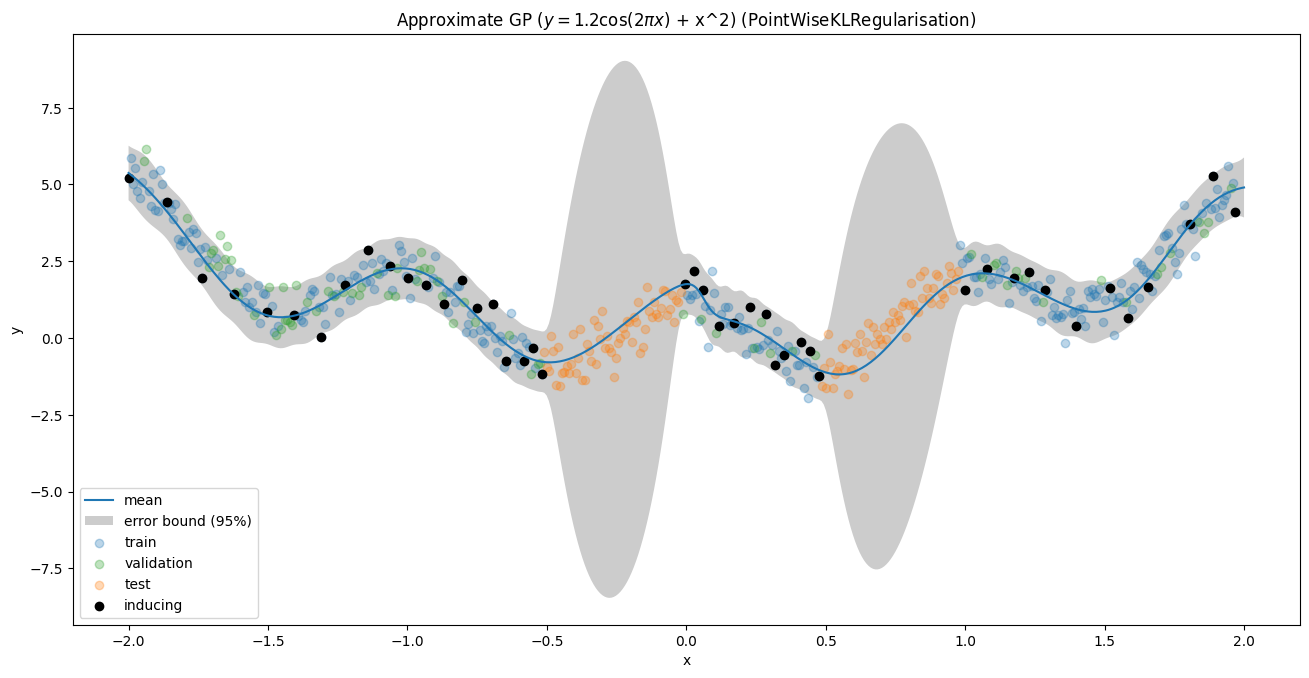 Approximate GP (y = 1.2cos(2πx) + x^2) (PointWiseKLRegularisation)
y
7.5
5.0
2.5
0.0
−2.5
−5.0
−7.5
mean
error bound (95%)
train
validation
test
inducing
−2.0 −1.5 −1.0 −0.5 0.0 0.5 1.0 1.5 2.0
x